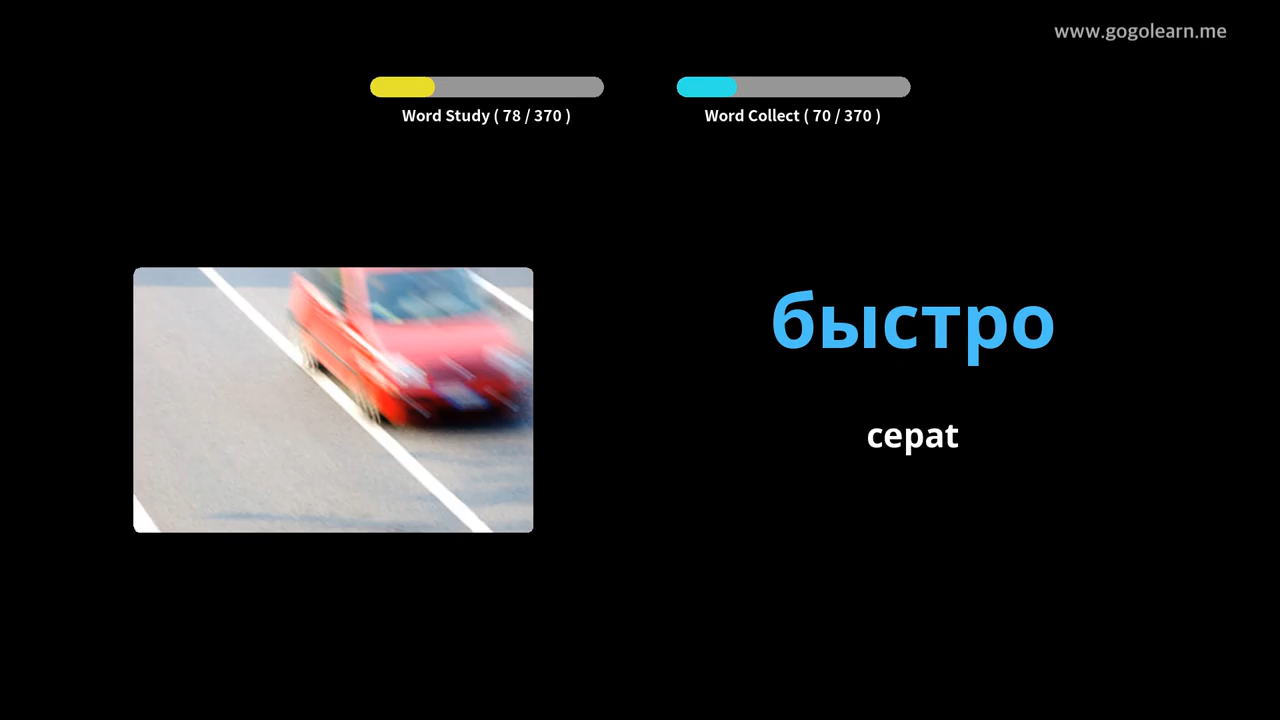 www.gogolearn.me
Word Study ( 78 / 370 )
Word Collect ( 70 / 370 )
быстро
cepat